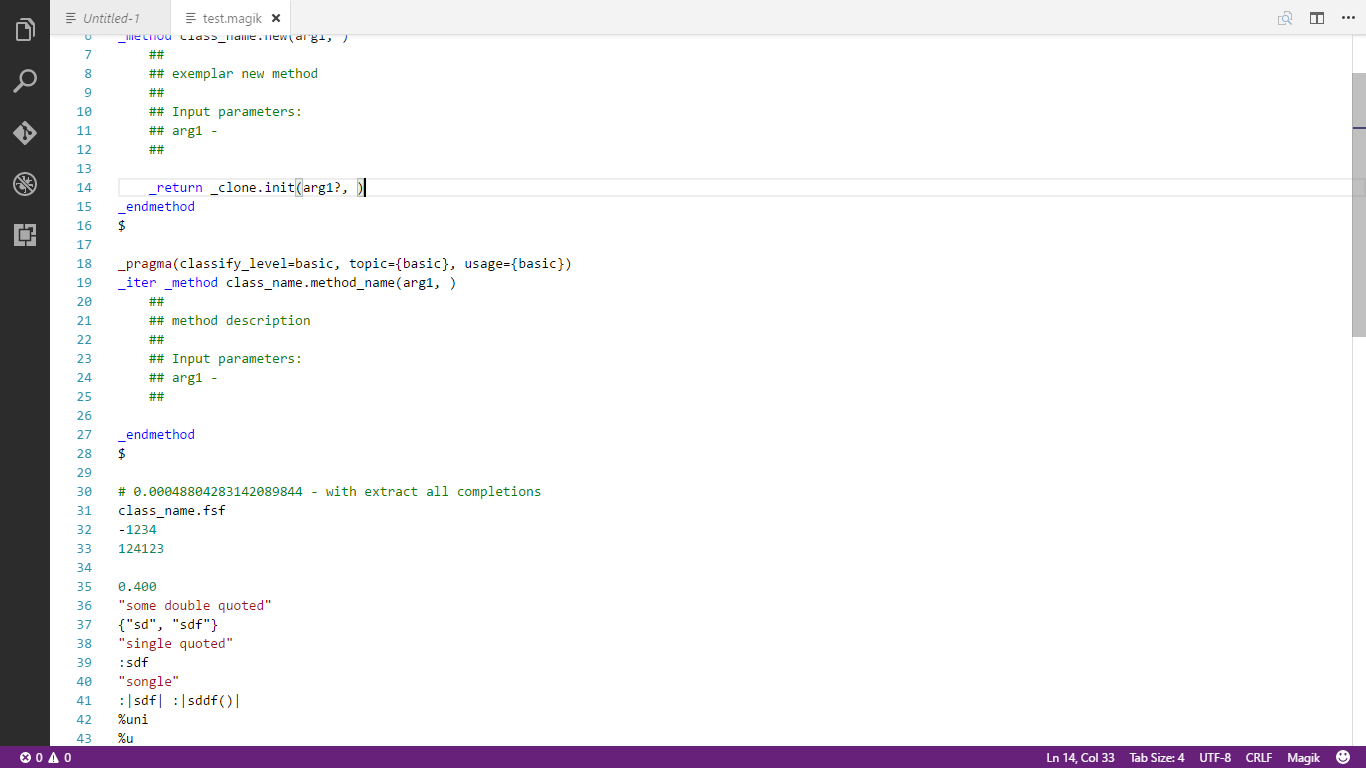 Untitled-1 test.magik
6 _method class_name.new(arg1, )
7 ##
8 ## exemplar new method
9 ##
10 ## Input parameters:
11 ## arg1 -
12 ##
13
14 _return _clone.init(arg1?, )
15 _endmethod
16 $
17
18 _pragma(classify_level=basic, topic={basic}, usage={basic})
19 _iter _method class_name.method_name(arg1, )
20 ##
21 ## method description
22 ##
23 ## Input parameters:
24 ## arg1 -
25 ##
26
27 _endmethod
28 $
29
30 # 0.00048804283142089844 - with extract all completions
31 class_name.fsf
32 -1234
33 124123
34
35 0.400
36 "some double quoted"
37 {"sd", "sdf"}
38 "single quoted"
39 :sdf
40 "songle"
41 :|sdf| :|sddf()|
42 %uni
43 %u
0 0 Ln 14, Col 33 Tab Size: 4 UTF-8 CRLF Magik